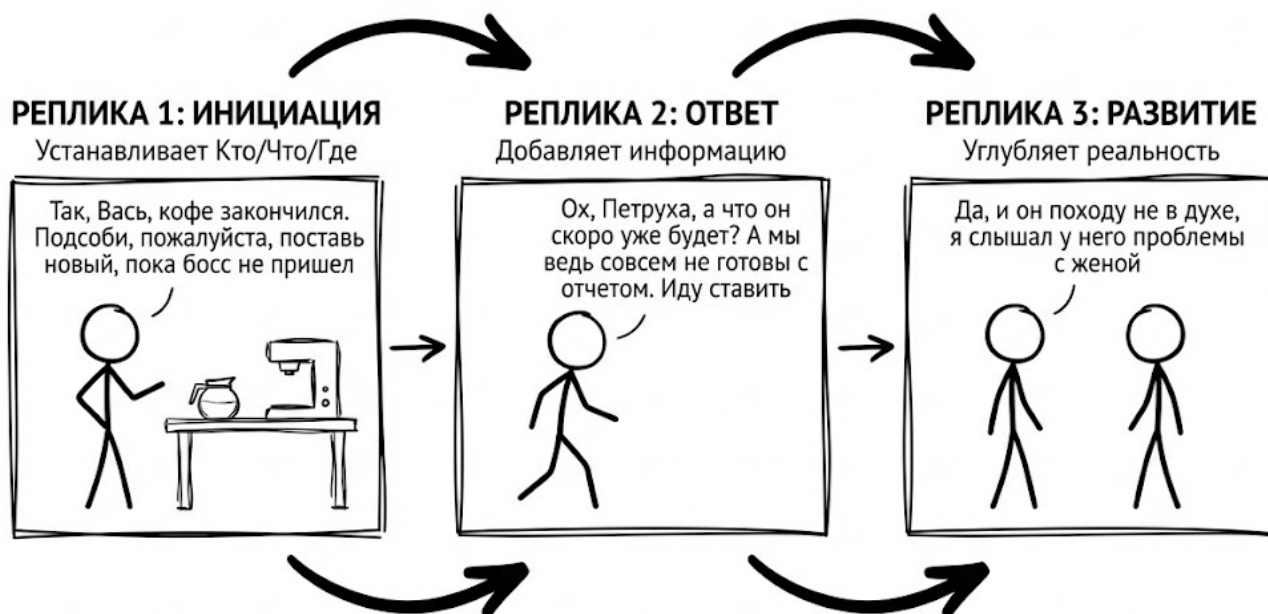 РЕПЛИКА 1: ИНИЦИАЦИЯ
Устанавливает Кто/Что/Где
Так, Вась, кофе закончился.
Подсоби, пожалуйста, поставь
новый, пока босс не пришел
РЕПЛИКА 2: ОТВЕТ
Добавляет информацию
Ох, Петруха, а что он
скоро уже будет? А мы
ведь совсем не готовы с
отчетом. Иду ставить
РЕПЛИКА 3: РАЗВИТИЕ
Углубляет реальность
Да, и он походу не в духе,
я слышал у него проблемы
с женой